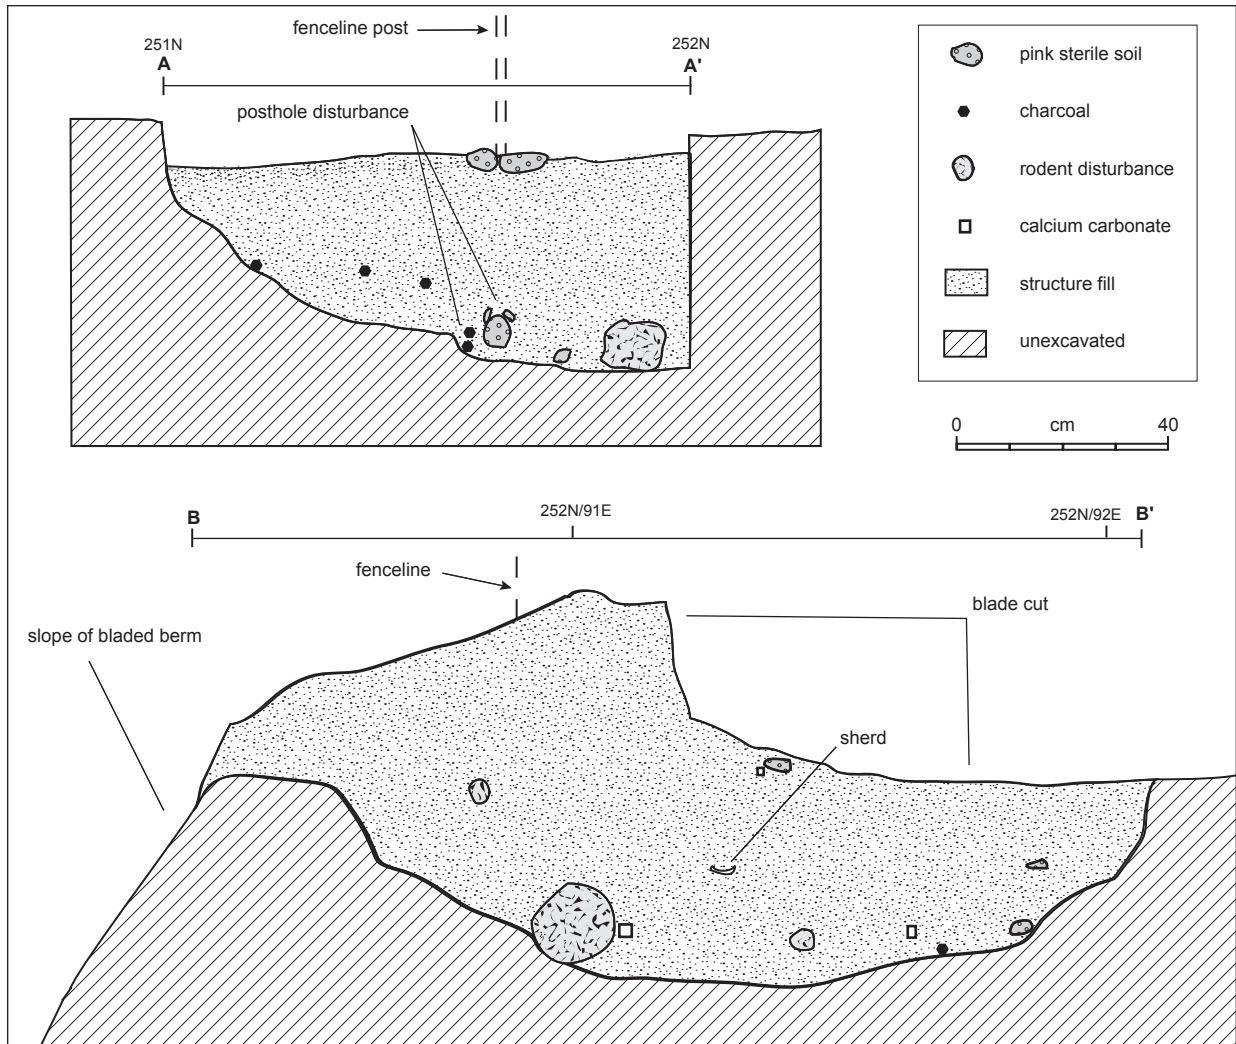 fenceline post
251N
A
252N
A'
posthole disturbance
pink sterile soil
charcoal
rodent disturbance
calcium carbonate
structure fill
unexcavated
0 cm 40
B
252N/91E
252N/92E
B'
fenceline
blade cut
slope of bladed berm
sherd